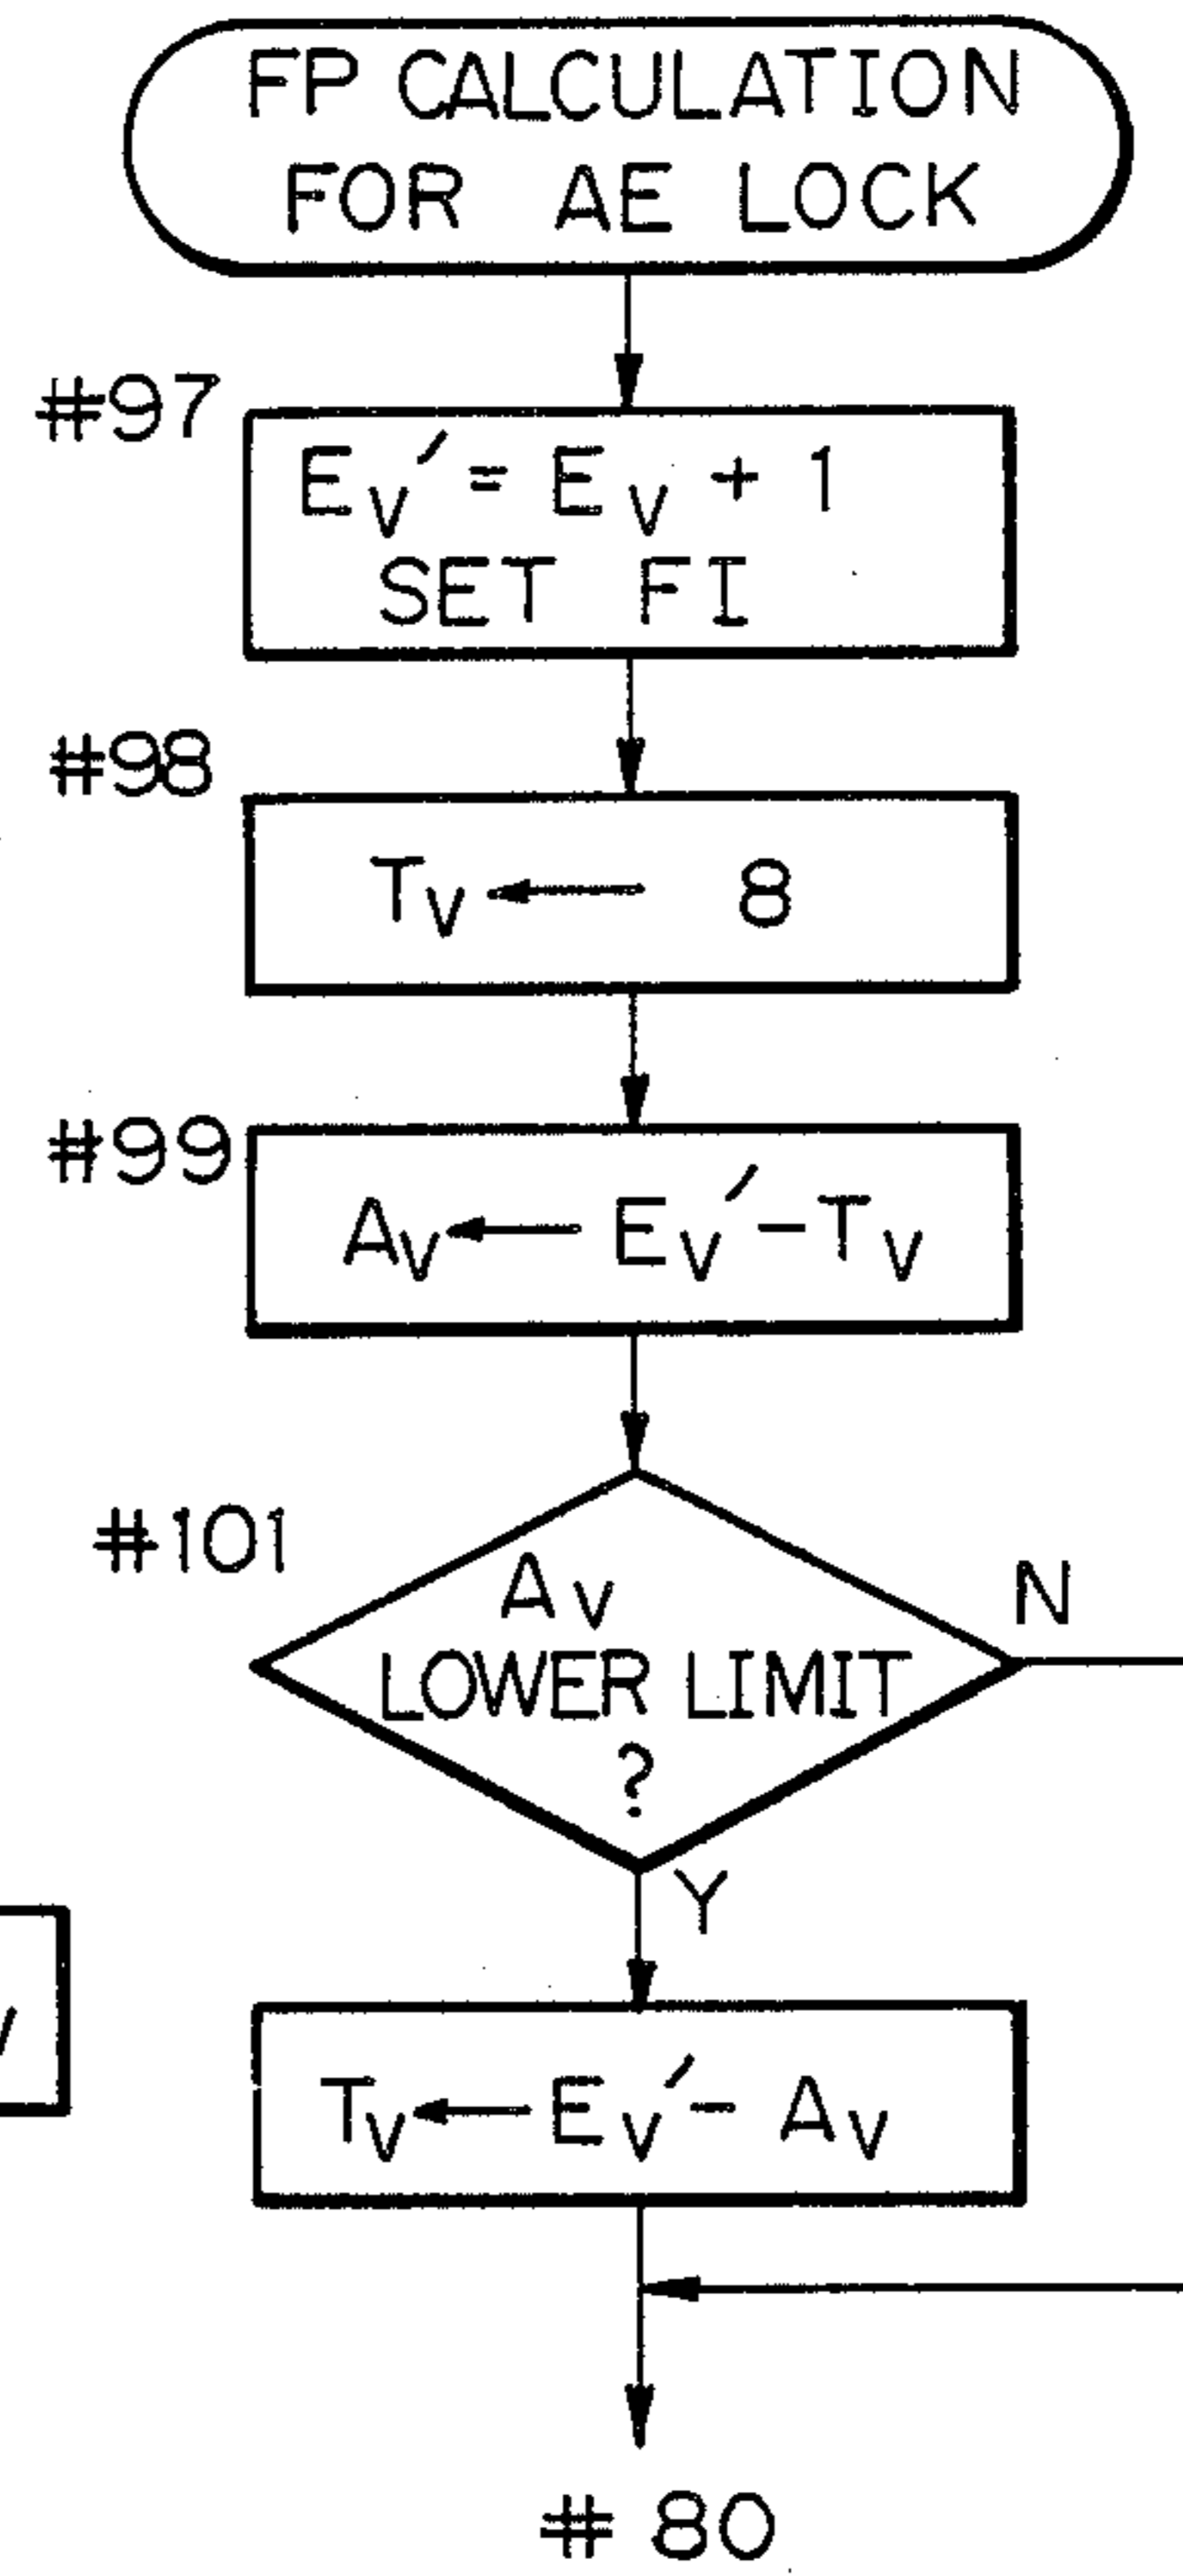 FP CALCULATION
FOR AE LOCK
#97
Ev′ = Ev + 1
SET FI
#98
Tv ← 8
#99
Av ← Ev′ - Tv
#101
Av
LOWER LIMIT
?
N
Y
Tv ← Ev′ - Av
# 80